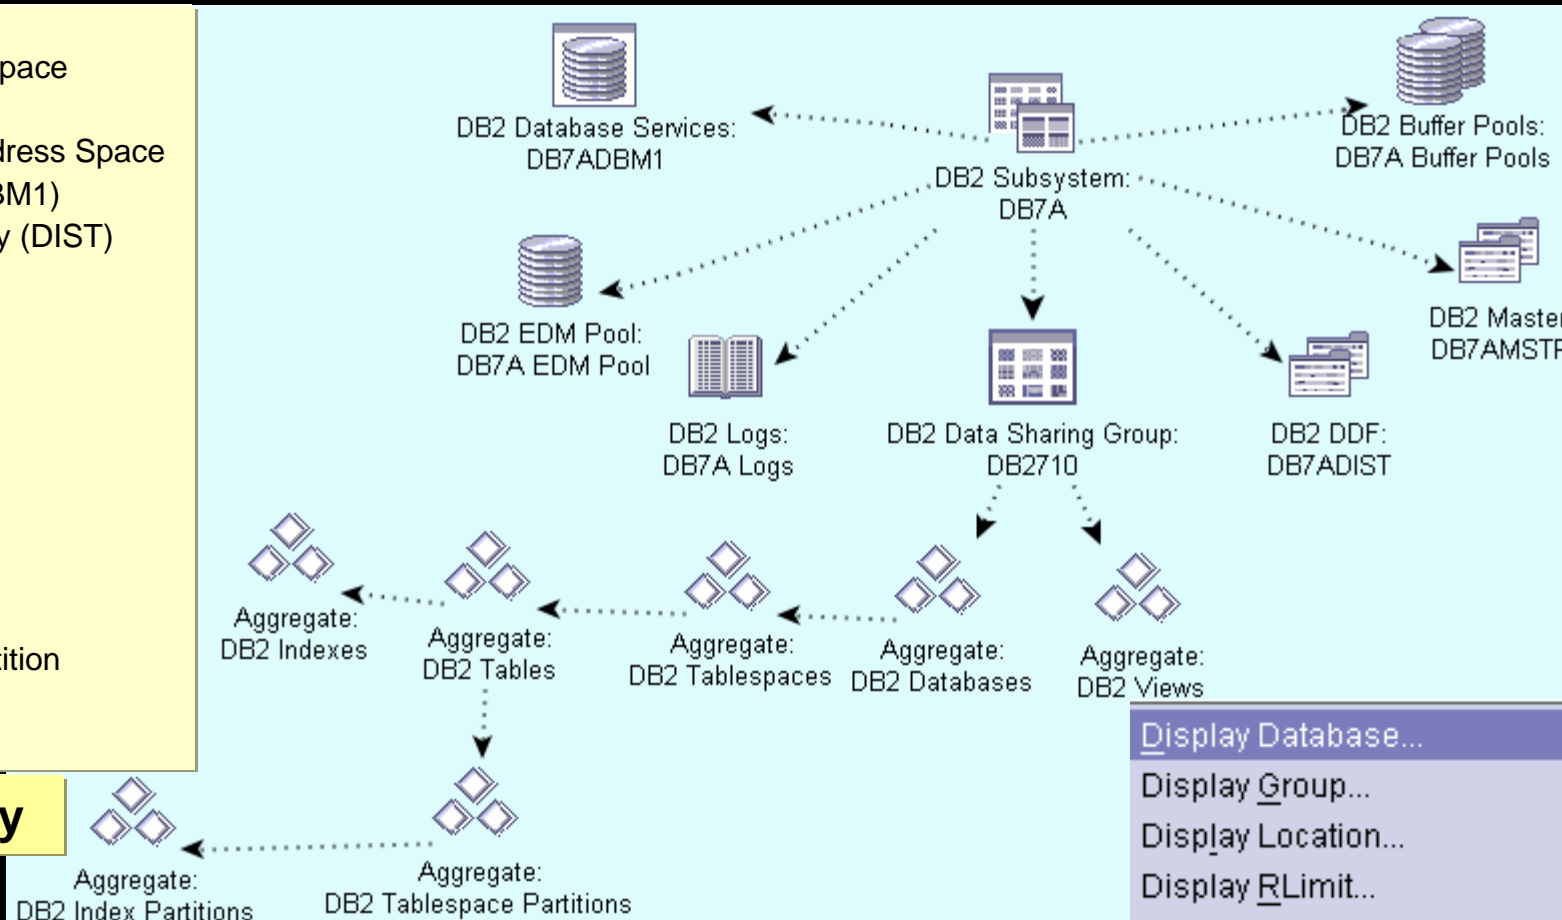 pace
dress Space
BM1)
y (DIST)
ition
y
DB2 Database Services:
DB7ADBM1
DB2 Subsystem:
DB7A
DB2 Buffer Pools:
DB7A Buffer Pools
DB2 EDM Pool:
DB7A EDM Pool
DB2 Logs:
DB7A Logs
DB2 Data Sharing Group:
DB2710
DB2 DDF:
DB7ADIST
DB2 Master
DB7AMSTR
Aggregate:
DB2 Indexes
Aggregate:
DB2 Tables
Aggregate:
DB2 Tablespaces
Aggregate:
DB2 Databases
Aggregate:
DB2 Views
Aggregate:
DB2 Index Partitions
Aggregate:
DB2 Tablespace Partitions
Display Database...
Display Group...
Display Location...
Display RLimit...